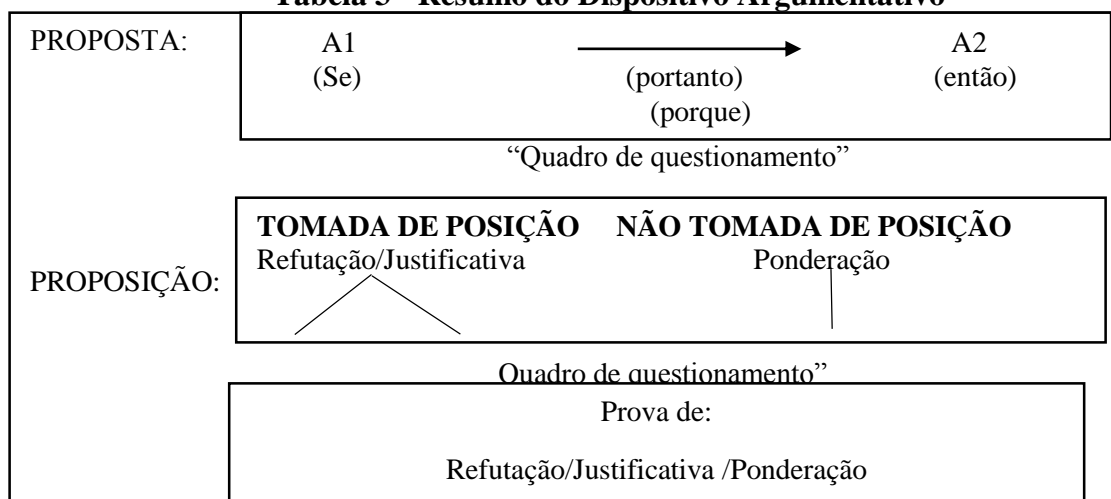 Tabela 3 - Resumo do Dispositivo Argumentativo
PROPOSTA: A1 A2
(Se) (portanto) (então)
(porque)
“Quadro de questionamento”
TOMADA DE POSIÇÃO NÃO TOMADA DE POSIÇÃO
Refutação/Justificativa Ponderação
PROPOSIÇÃO:
Quadro de questionamento”
Prova de:
Refutação/Justificativa /Ponderação